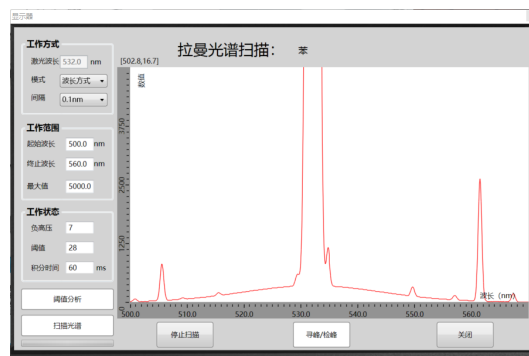 显示器
拉曼光谱扫描： 苯
工作方式
激光波长 532.0 nm
模式 波长方式
间隔 0.1nm
工作范围
起始波长 500.0 nm
终止波长 560.0 nm
最大值 5000.0
工作状态
负高压 7
阈值 28
积分时间 60 ms
阈值分析
扫描光谱
[502.8,16.7]
数值
3750
2500
1250
0
500.0 510.0 520.0 530.0 540.0 550.0 560.0
波长（nm）
停止扫描 寻峰/检峰 关闭